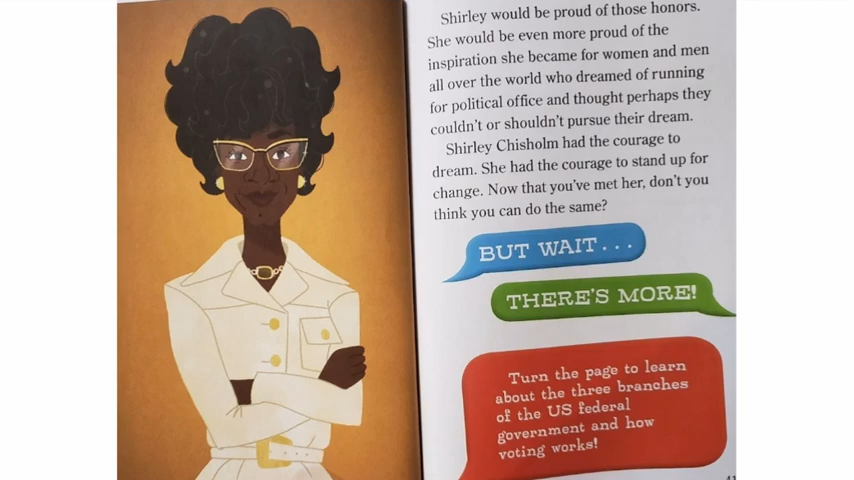 Shirley would be proud of those honors.
She would be even more proud of the
inspiration she became for women and men
all over the world who dreamed of running
for political office and thought perhaps they
couldn't or shouldn't pursue their dream.
Shirley Chisholm had the courage to
dream. She had the courage to stand up for
change. Now that you've met her, don't you
think you can do the same?
BUT WAIT...
THERE'S MORE!
Turn the page to learn
about the three branches
of the US federal
government and how
voting works!